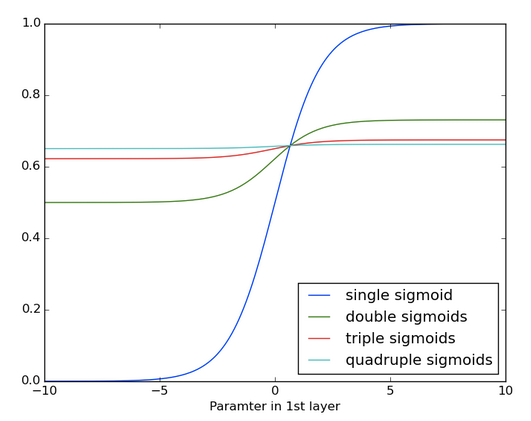 1.0
0.8
0.6
0.4
0.2
0.0
−10
−5
0
5
10
Paramter in 1st layer
single sigmoid
double sigmoids
triple sigmoids
quadruple sigmoids